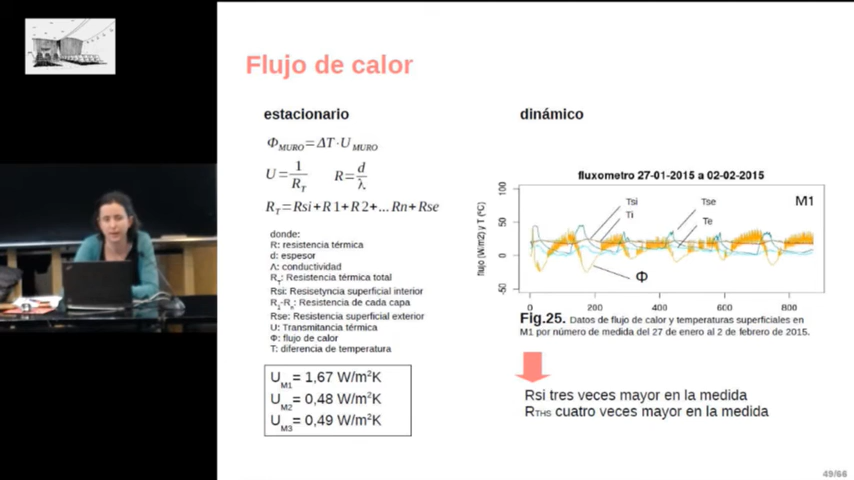 Flujo de calor
estacionario
Φ_MURO=ΔT·U_MURO
U=1/R_T R=d/λ
R_T=Rsi+R1+R2+...Rn+Rse
donde:
R: resistencia térmica
d: espesor
Λ: conductividad
R_T: Resistencia térmica total
Rsi: Resisetyncia superficial interior
R_1-R_n: Resistencia de cada capa
Rse: Resistencia superficial exterior
U: Transmitancia térmica
Φ: flujo de calor
T: diferencia de temperatura
U_M1= 1,67 W/m²K
U_M2= 0,48 W/m²K
U_M3= 0,49 W/m²K
dinámico
fluxometro 27-01-2015 a 02-02-2015
flujo (W/m2) y T (ºC)
100
50
0
-50
Tsi
Ti
Tse
Te
M1
Φ
0 200 400 600 800
Fig.25. Datos de flujo de calor y temperaturas superficiales en
M1 por número de medida del 27 de enero al 2 de febrero de 2015.
Rsi tres veces mayor en la medida
RTHS cuatro veces mayor en la medida
49/66